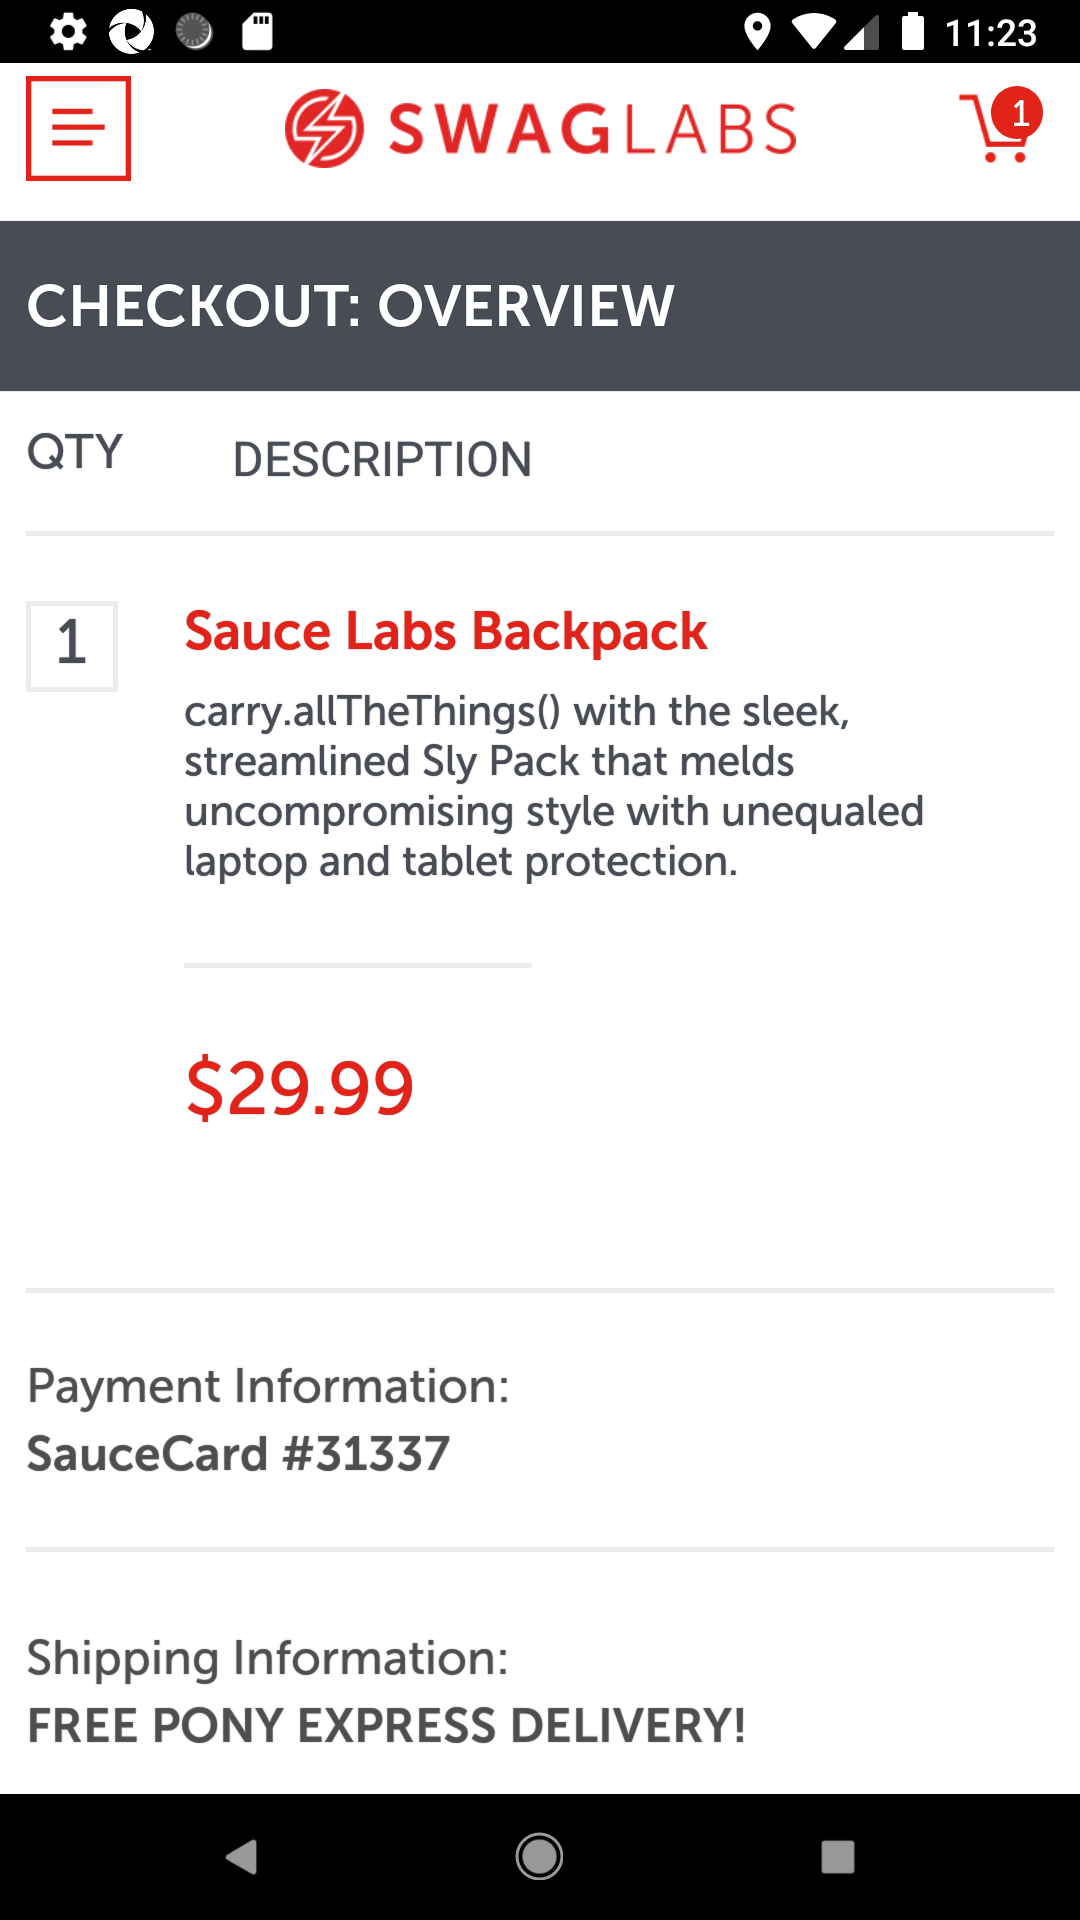 11:23
SWAGLABS
1
CHECKOUT: OVERVIEW
QTY DESCRIPTION
1
Sauce Labs Backpack
carry.allTheThings() with the sleek,
streamlined Sly Pack that melds
uncompromising style with unequaled
laptop and tablet protection.
$29.99
Payment Information:
SauceCard #31337
Shipping Information:
FREE PONY EXPRESS DELIVERY!